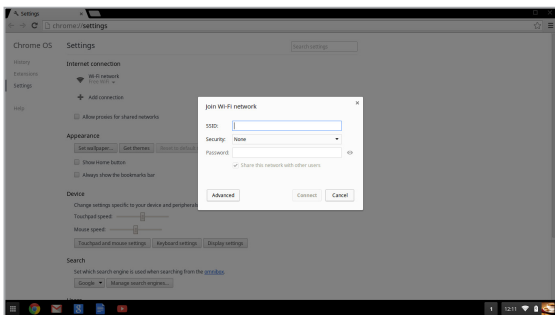 Settings
chrome://settings
Chrome OS
Settings
Search settings
History
Extensions
Settings
Help
Internet connection
Wi-Fi network
Add connection
Allow proxies for shared networks
Appearance
Set wallpaper...
Get themes
Show Home button
Always show the bookmarks bar
Device
Change settings specific to your device and peripherals
Touchpad speed:
Mouse speed:
Touchpad and mouse settings
Keyboard settings
Display settings
Search
Set which search engine is used when searching from the omnibox.
Google
Manage search engines...
Join Wi-Fi network
SSID:
Security: None
Password:
Share this network with other users
Advanced
Connect
Cancel
1
12:11